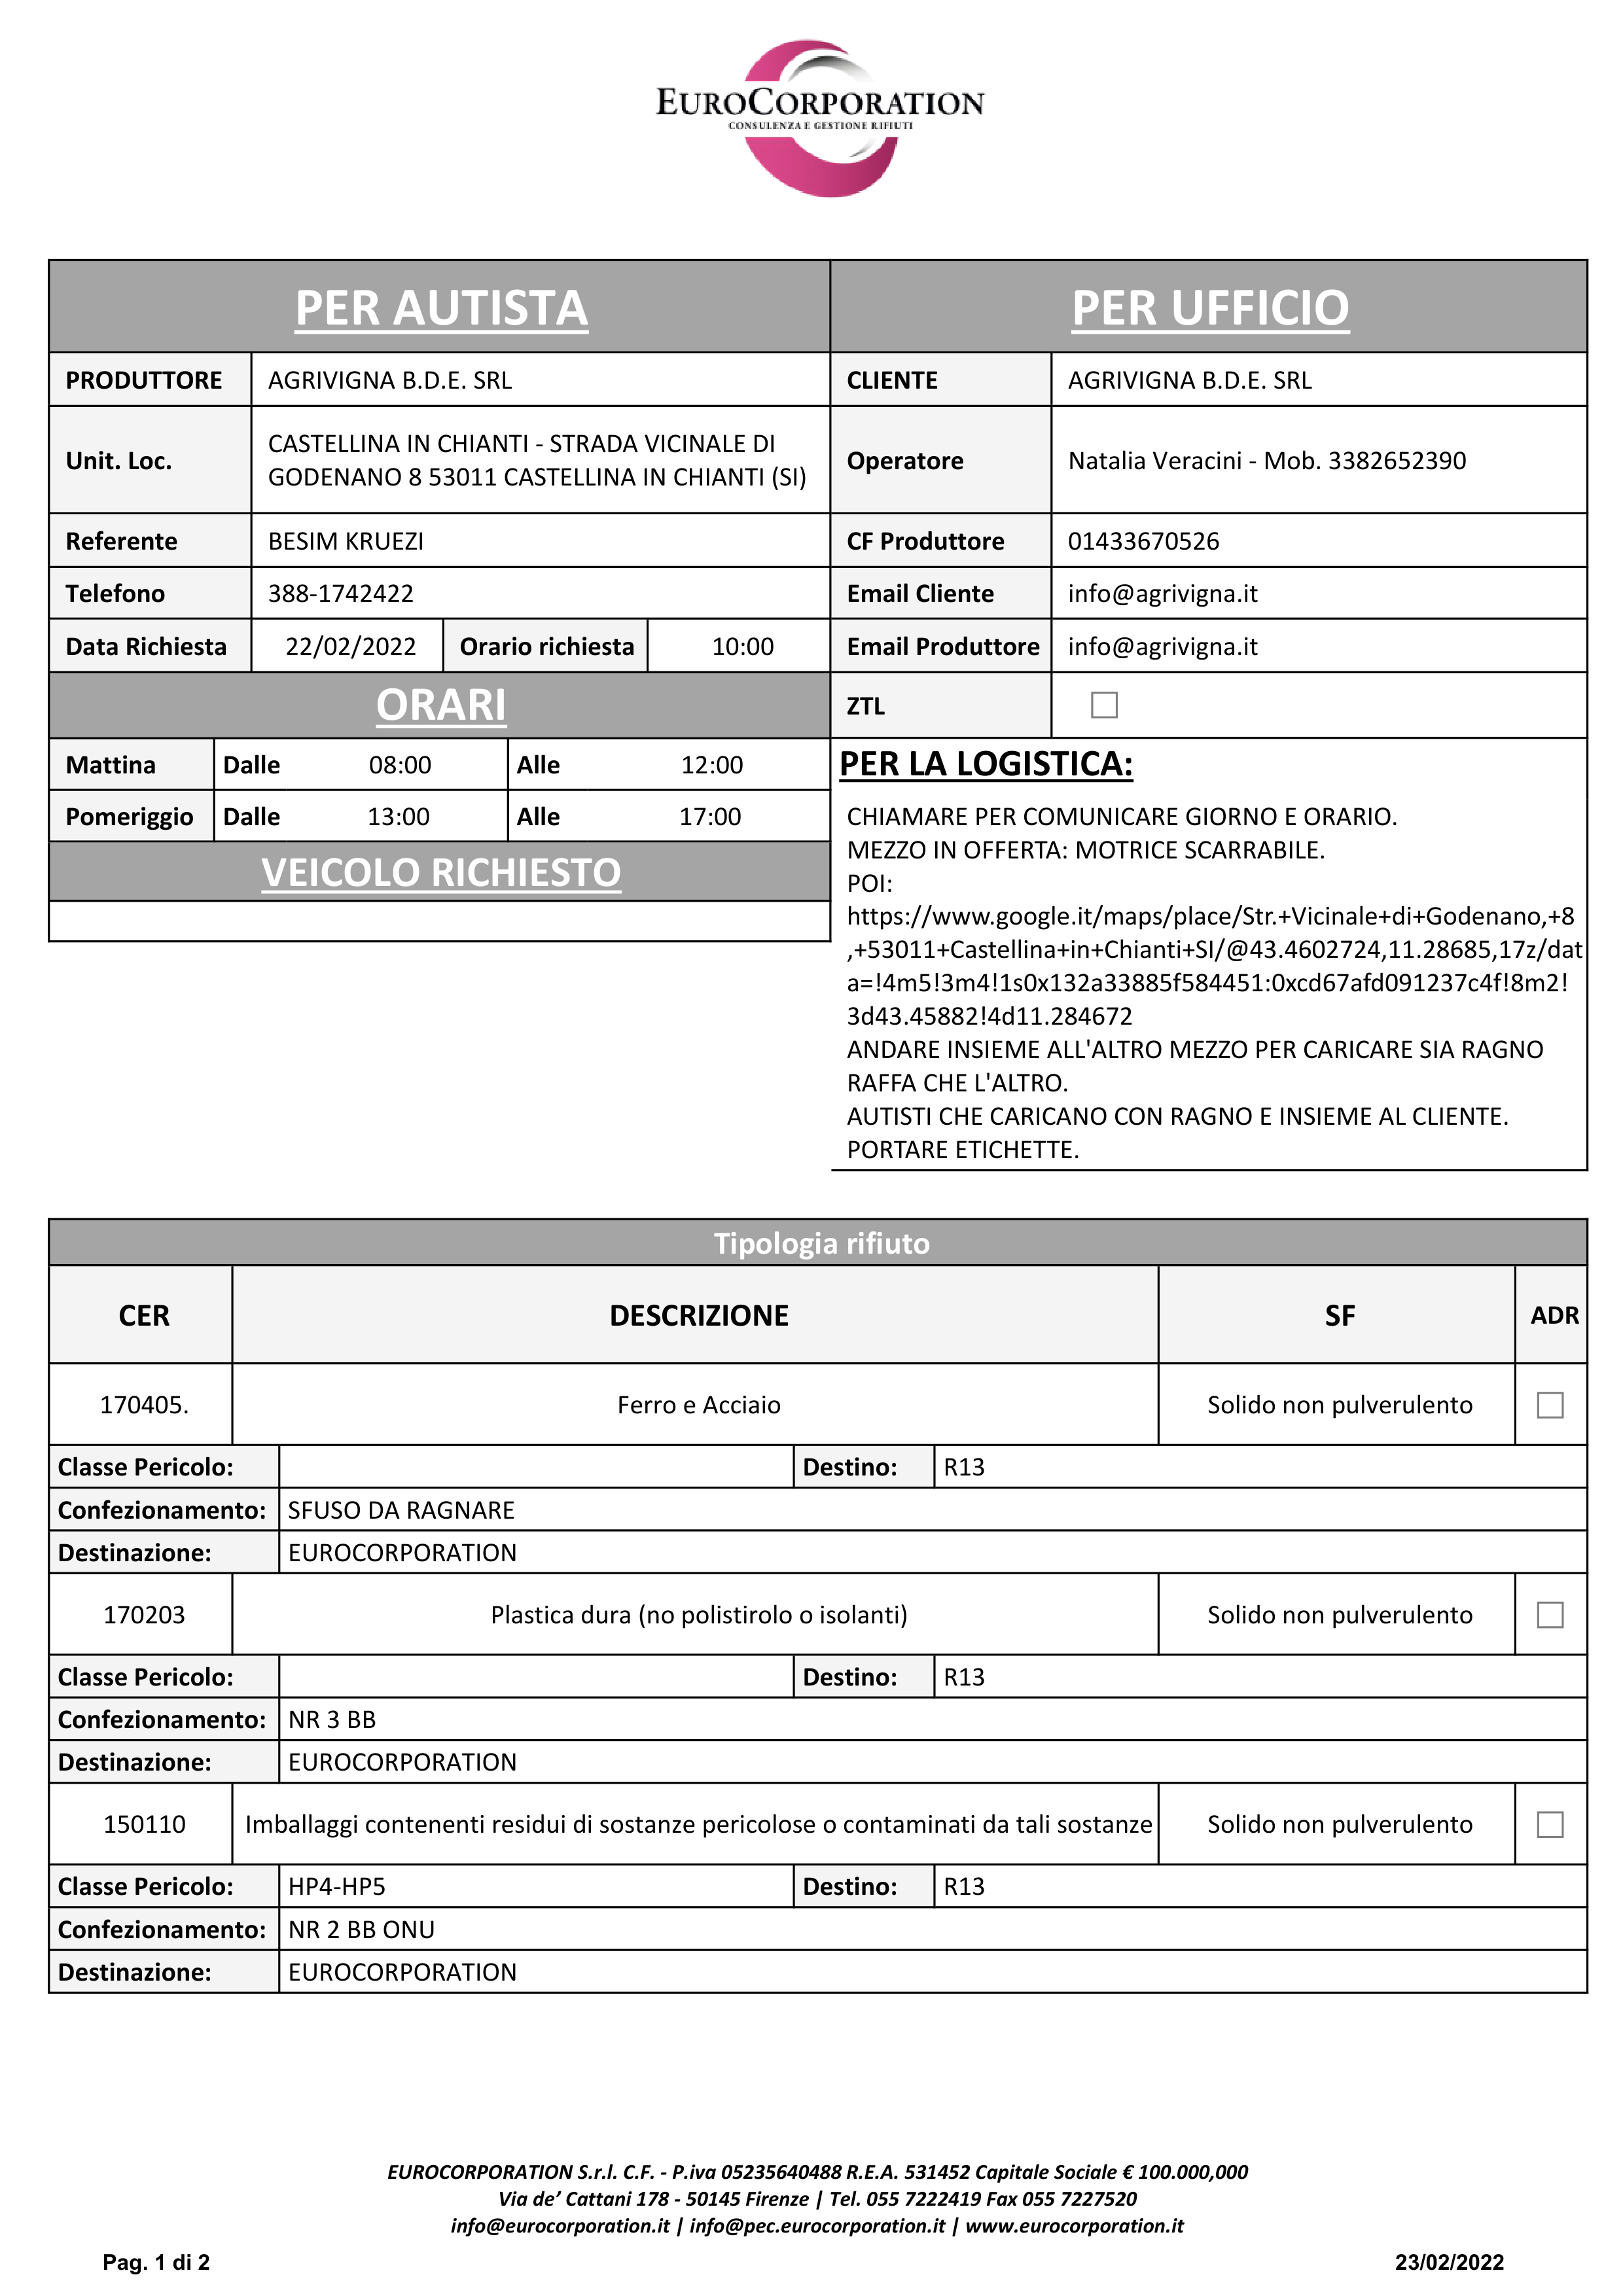 EUROCORPORATION
CONSULENZA E GESTIONE RIFIUTI
PER AUTISTA
PER UFFICIO
PRODUTTORE
AGRIVIGNA B.D.E. SRL
CLIENTE
AGRIVIGNA B.D.E. SRL
Unit. Loc.
CASTELLINA IN CHIANTI - STRADA VICINALE DI
GODENANO 8 53011 CASTELLINA IN CHIANTI (SI)
Operatore
Natalia Veracini - Mob. 3382652390
Referente
BESIM KRUEZI
CF Produttore
01433670526
Telefono
388-1742422
Email Cliente
info@agrivigna.it
Data Richiesta
22/02/2022
Orario richiesta
10:00
Email Produttore
info@agrivigna.it
ORARI
ZTL
Mattina
Dalle
08:00
Alle
12:00
Pomeriggio
Dalle
13:00
Alle
17:00
VEICOLO RICHIESTO
PER LA LOGISTICA:
CHIAMARE PER COMUNICARE GIORNO E ORARIO.
MEZZO IN OFFERTA: MOTRICE SCARRABILE.
POI:
https://www.google.it/maps/place/Str.+Vicinale+di+Godenano,+8
,+53011+Castellina+in+Chianti+SI/@43.4602724,11.28685,17z/dat
a=!4m5!3m4!1s0x132a33885f584451:0xcd67afd091237c4f!8m2!
3d43.45882!4d11.284672
ANDARE INSIEME ALL'ALTRO MEZZO PER CARICARE SIA RAGNO
RAFFA CHE L'ALTRO.
AUTISTI CHE CARICANO CON RAGNO E INSIEME AL CLIENTE.
PORTARE ETICHETTE.
Tipologia rifiuto
CER
DESCRIZIONE
SF
ADR
170405.
Ferro e Acciaio
Solido non pulverulento
Classe Pericolo:
Destino:
R13
Confezionamento:
SFUSO DA RAGNARE
Destinazione:
EUROCORPORATION
170203
Plastica dura (no polistirolo o isolanti)
Solido non pulverulento
Classe Pericolo:
Destino:
R13
Confezionamento:
NR 3 BB
Destinazione:
EUROCORPORATION
150110
Imballaggi contenenti residui di sostanze pericolose o contaminati da tali sostanze
Solido non pulverulento
Classe Pericolo:
HP4-HP5
Destino:
R13
Confezionamento:
NR 2 BB ONU
Destinazione:
EUROCORPORATION
EUROCORPORATION S.r.l. C.F. - P.iva 05235640488 R.E.A. 531452 Capitale Sociale € 100.000,000
Via de’ Cattani 178 - 50145 Firenze | Tel. 055 7222419 Fax 055 7227520
info@eurocorporation.it | info@pec.eurocorporation.it | www.eurocorporation.it
Pag. 1 di 2
23/02/2022